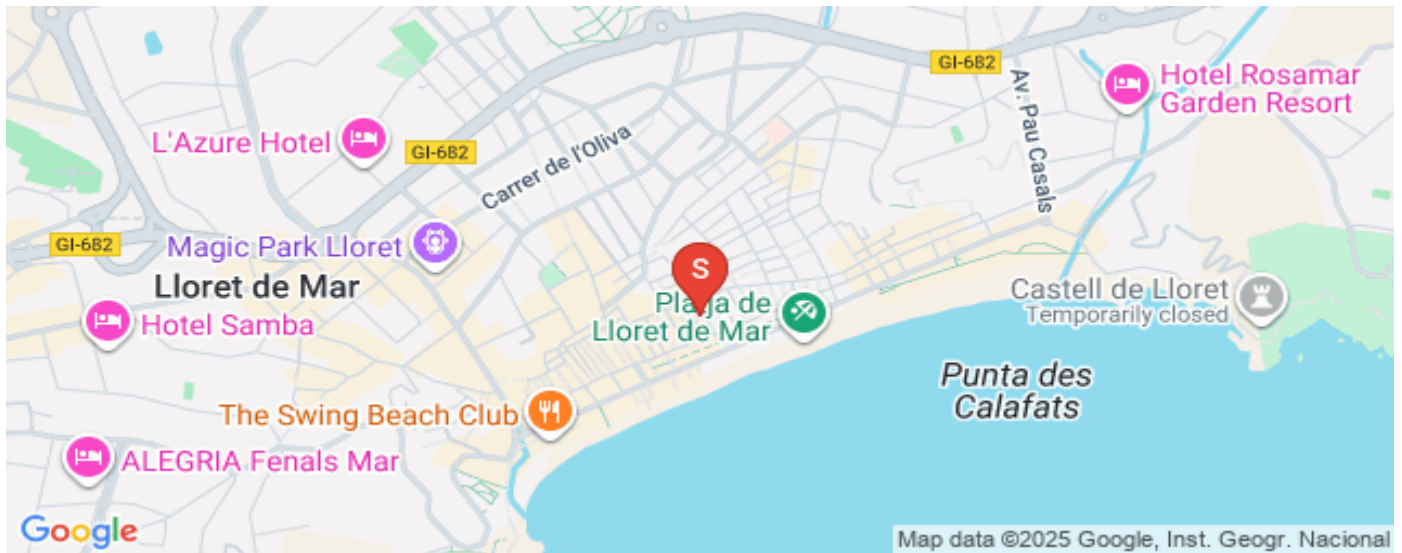 GI-682
Hotel Rosamar
Garden Resort
L'Azure Hotel
GI-682
Carrer de l'Oliva
Av. Pau Casals
GI-682
Magic Park Lloret
Lloret de Mar
Hotel Samba
S
Platja de
Lloret de Mar
Castell de Lloret
Temporarily closed
Punta des
Calafats
The Swing Beach Club
ALEGRIA Fenals Mar
Google
Map data ©2025 Google, Inst. Geogr. Nacional